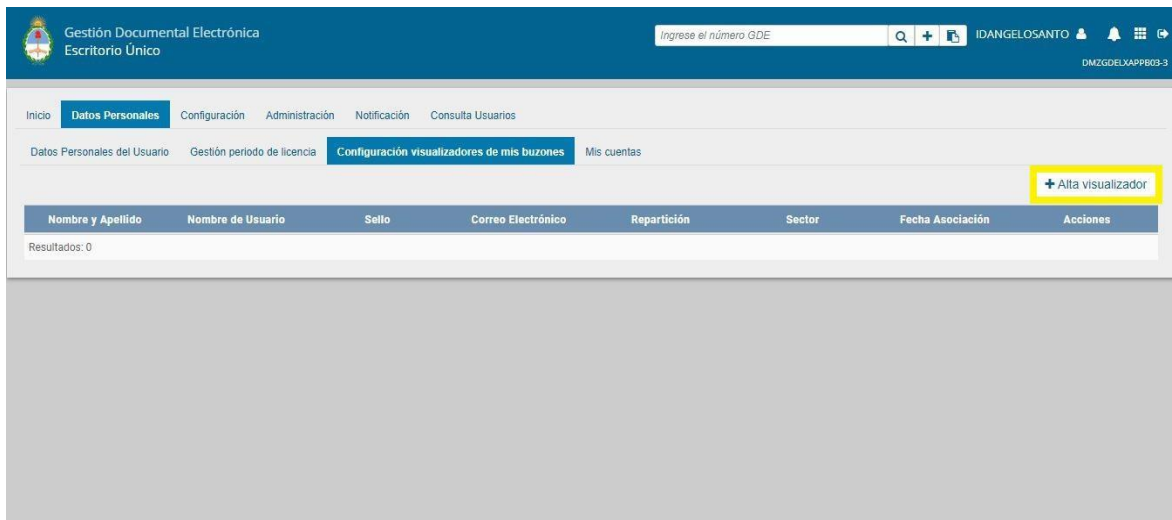 Gestión Documental Electrónica
Escritorio Único
Ingrese el número GDE
IDANGELOSANTO
DMZGDELXAPPB03-3
Inicio Datos Personales Configuración Administración Notificación Consulta Usuarios
Datos Personales del Usuario Gestión periodo de licencia Configuración visualizadores de mis buzones Mis cuentas
+ Alta visualizador
Nombre y Apellido Nombre de Usuario Sello Correo Electrónico Repartición Sector Fecha Asociación Acciones
Resultados: 0